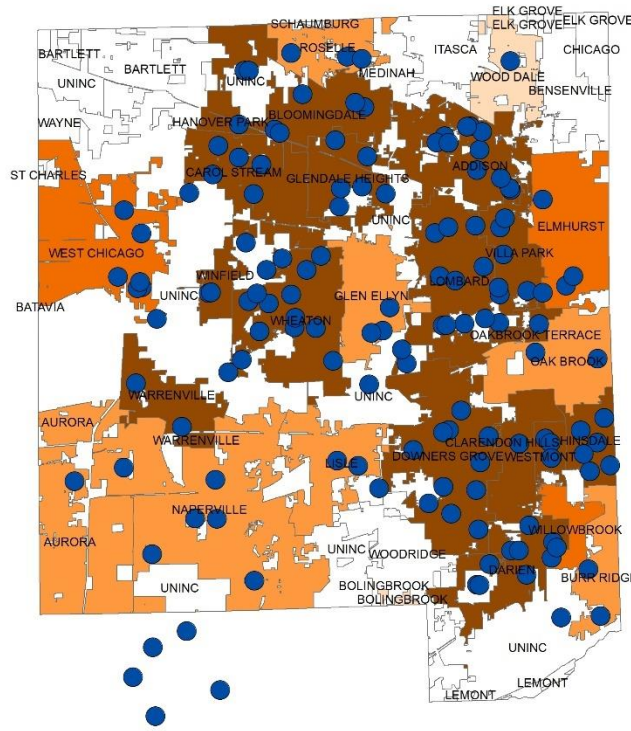 ELK GROVE
SCHAUMBURG
ELK GROVE
ELK GROVE
BARTLETT
ROSELLE
ITASCA
CHICAGO
BARTLETT
MEDINAH
UNINC
UNINC
WOOD DALE
BENSENVILLE
WAYNE
HANOVER PARK
BLOOMINGDALE
ST CHARLES
ADDISON
CAROL STREAM
GLENDALE HEIGHTS
UNINC
ELMHURST
WEST CHICAGO
VILLA PARK
WINFIELD
LOMBARD
UNINC
GLEN ELLYN
BATAVIA
WHEATON
OAKBROOK TERRACE
OAK BROOK
UNINC
WARRENVILLE
AURORA
WARRENVILLE
CLARENDON HILLS
HINSDALE
LISLE
DOWNERS GROVE
WESTMONT
NAPERVILLE
WILLOWBROOK
AURORA
UNINC
WOODRIDGE
DARIEN
BURR RIDGE
UNINC
BOLINGBROOK
BOLINGBROOK
UNINC
LEMONT
LEMONT